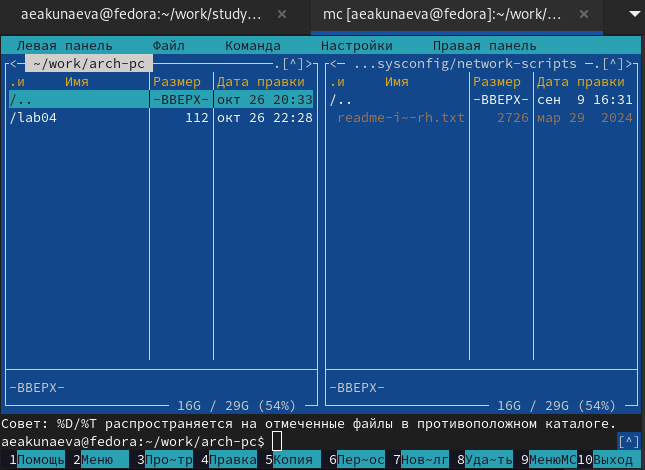 aeakunaeva@fedora:~/work/study... × mc [aeakunaeva@fedora]:~/work/... ×
Левая панель Файл Команда Настройки Правая панель
<— ~/work/arch-pc .[^]> <— ...sysconfig/network-scripts —.[^]>
.и Имя Размер Дата правки .и Имя Размер Дата правки
/.. -ВВЕРХ- окт 26 20:33 /.. -ВВЕРХ- сен 9 16:31
/lab04 112 окт 26 22:28 readme-i~-rh.txt 2726 мар 29 2024
-ВВЕРХ- -ВВЕРХ-
16G / 29G (54%) 16G / 29G (54%)
Совет: %D/%T распространяется на отмеченные файлы в противоположном каталоге.
aeakunaeva@fedora:~/work/arch-pc$ [^]
1Помощь 2Меню 3Про~тр 4Правка 5Копия 6Пер~ос 7Нов~лг 8Уда~ть 9МенюMC 10Выход